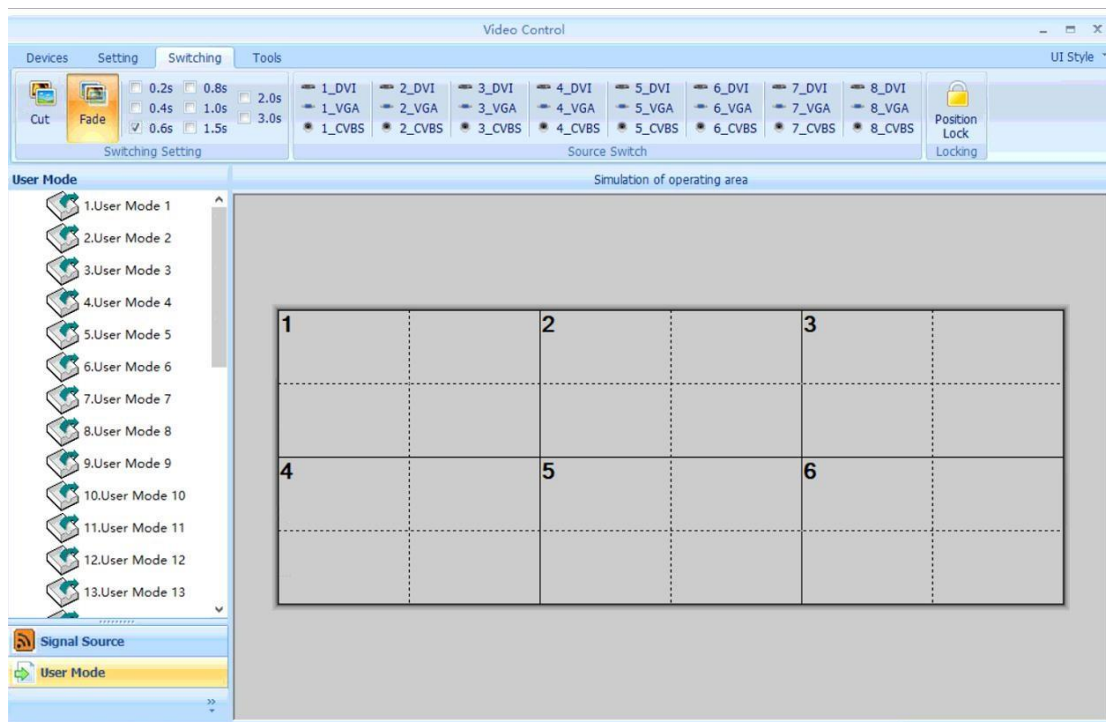 Video Control
Devices Setting Switching Tools UI Style
Cut
Fade
0.2s 0.8s
0.4s 1.0s
0.6s 1.5s
2.0s
3.0s
Switching Setting
1_DVI 2_DVI 3_DVI 4_DVI 5_DVI 6_DVI 7_DVI 8_DVI
1_VGA 2_VGA 3_VGA 4_VGA 5_VGA 6_VGA 7_VGA 8_VGA
1_CVBS 2_CVBS 3_CVBS 4_CVBS 5_CVBS 6_CVBS 7_CVBS 8_CVBS
Source Switch
Position
Lock
Locking
User Mode
1.User Mode 1
2.User Mode 2
3.User Mode 3
4.User Mode 4
5.User Mode 5
6.User Mode 6
7.User Mode 7
8.User Mode 8
9.User Mode 9
10.User Mode 10
11.User Mode 11
12.User Mode 12
13.User Mode 13
Signal Source
User Mode
Simulation of operating area
1 2 3
4 5 6